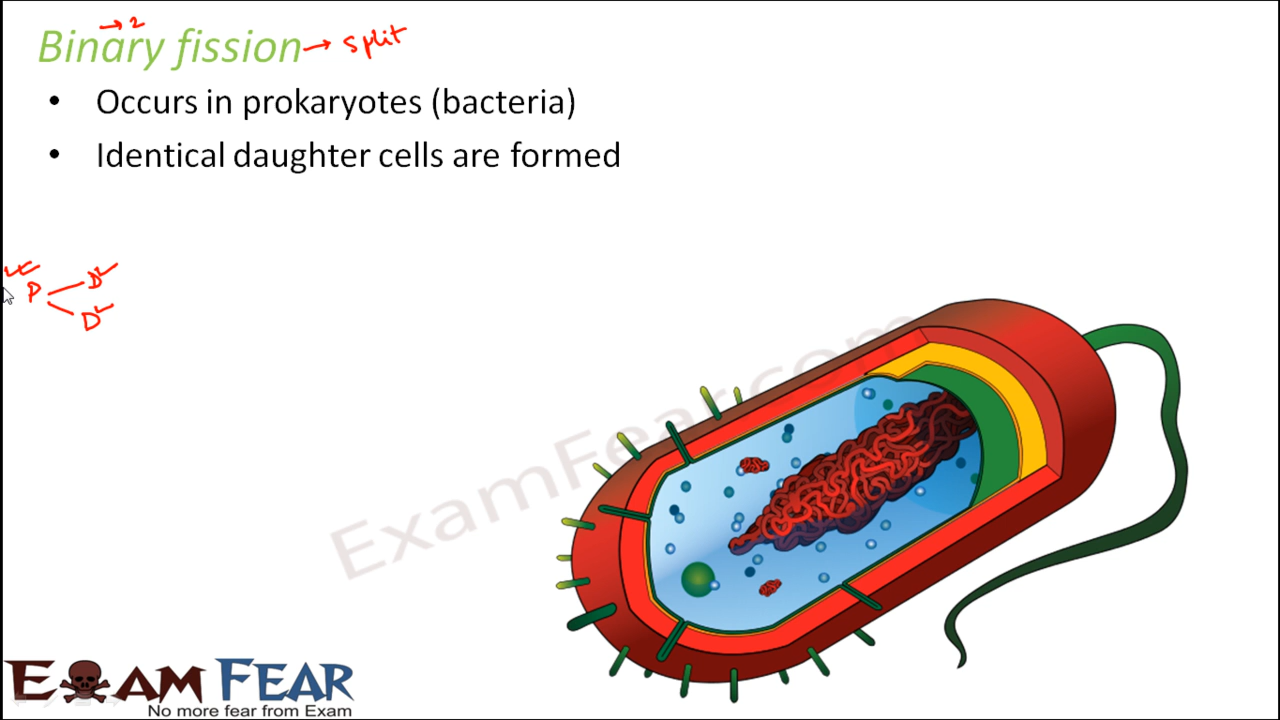 → 2
Binary fission → split
• Occurs in prokaryotes (bacteria)
• Identical daughter cells are formed
P D
D
ExamFear.com
EXAM FEAR
No more fear from Exam